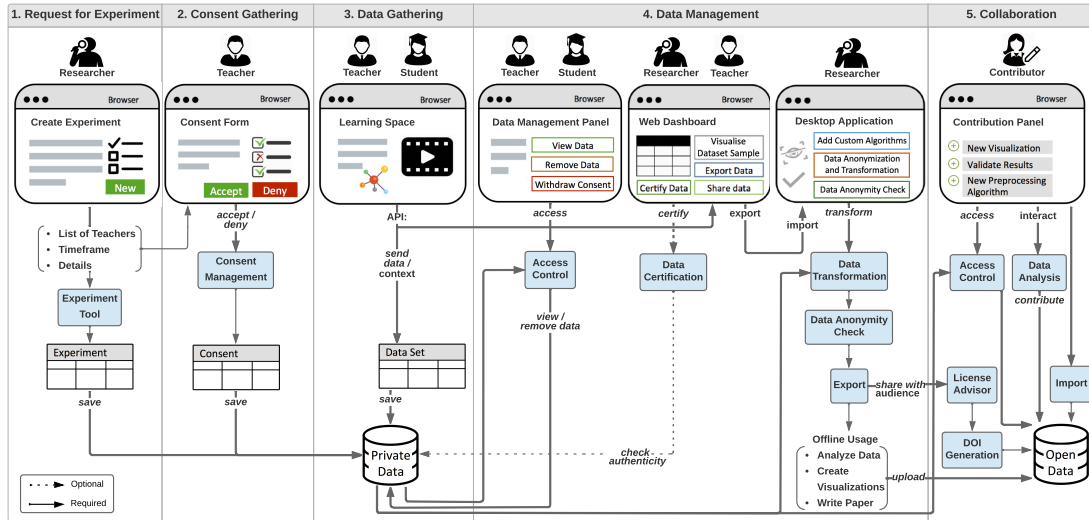 1. Request for Experiment
2. Consent Gathering
3. Data Gathering
4. Data Management
5. Collaboration
Researcher
Teacher
Teacher
Student
Teacher
Student
Researcher
Teacher
Researcher
Contributor
Browser
Create Experiment
New
Browser
Consent Form
Accept
Deny
Browser
Learning Space
Browser
Data Management Panel
View Data
Remove Data
Withdraw Consent
Browser
Web Dashboard
Visualise
Dataset Sample
Export Data
Certify Data
Share data
Browser
Desktop Application
Add Custom Algorithms
Data Anonymization
and Transformation
Data Anonymity Check
Browser
Contribution Panel
New Visualization
Validate Results
New Preprocessing
Algorithm
• List of Teachers
• Timeframe
• Details
Experiment
Tool
Experiment
save
accept /
deny
Consent
Management
Consent
save
API:
send
data /
context
Data Set
save
Private
Data
access
Access
Control
view /
remove data
certify
Data
Certification
check
authenticity
export
import
transform
Data
Transformation
Data Anonymity
Check
Export
share with
audience
Offline Usage
• Analyze Data
• Create
Visualizations
• Write Paper
upload
access
interact
Access
Control
Data
Analysis
contribute
License
Advisor
Import
DOI
Generation
Open
Data
Optional
Required